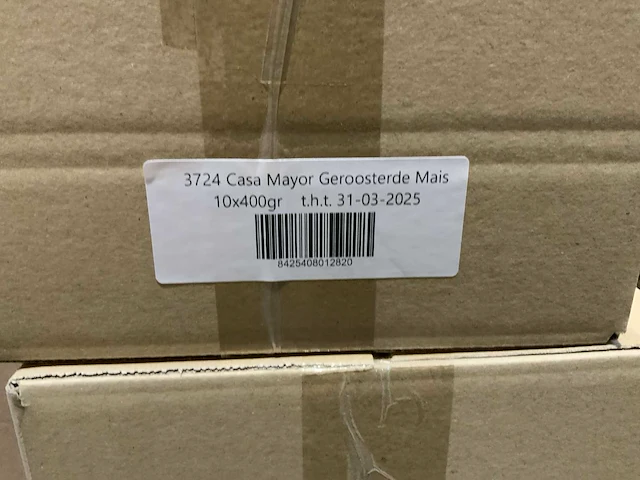 3724 Casa Mayor Geroosterde Mais
10x400gr t.h.t. 31-03-2025
8425408012820